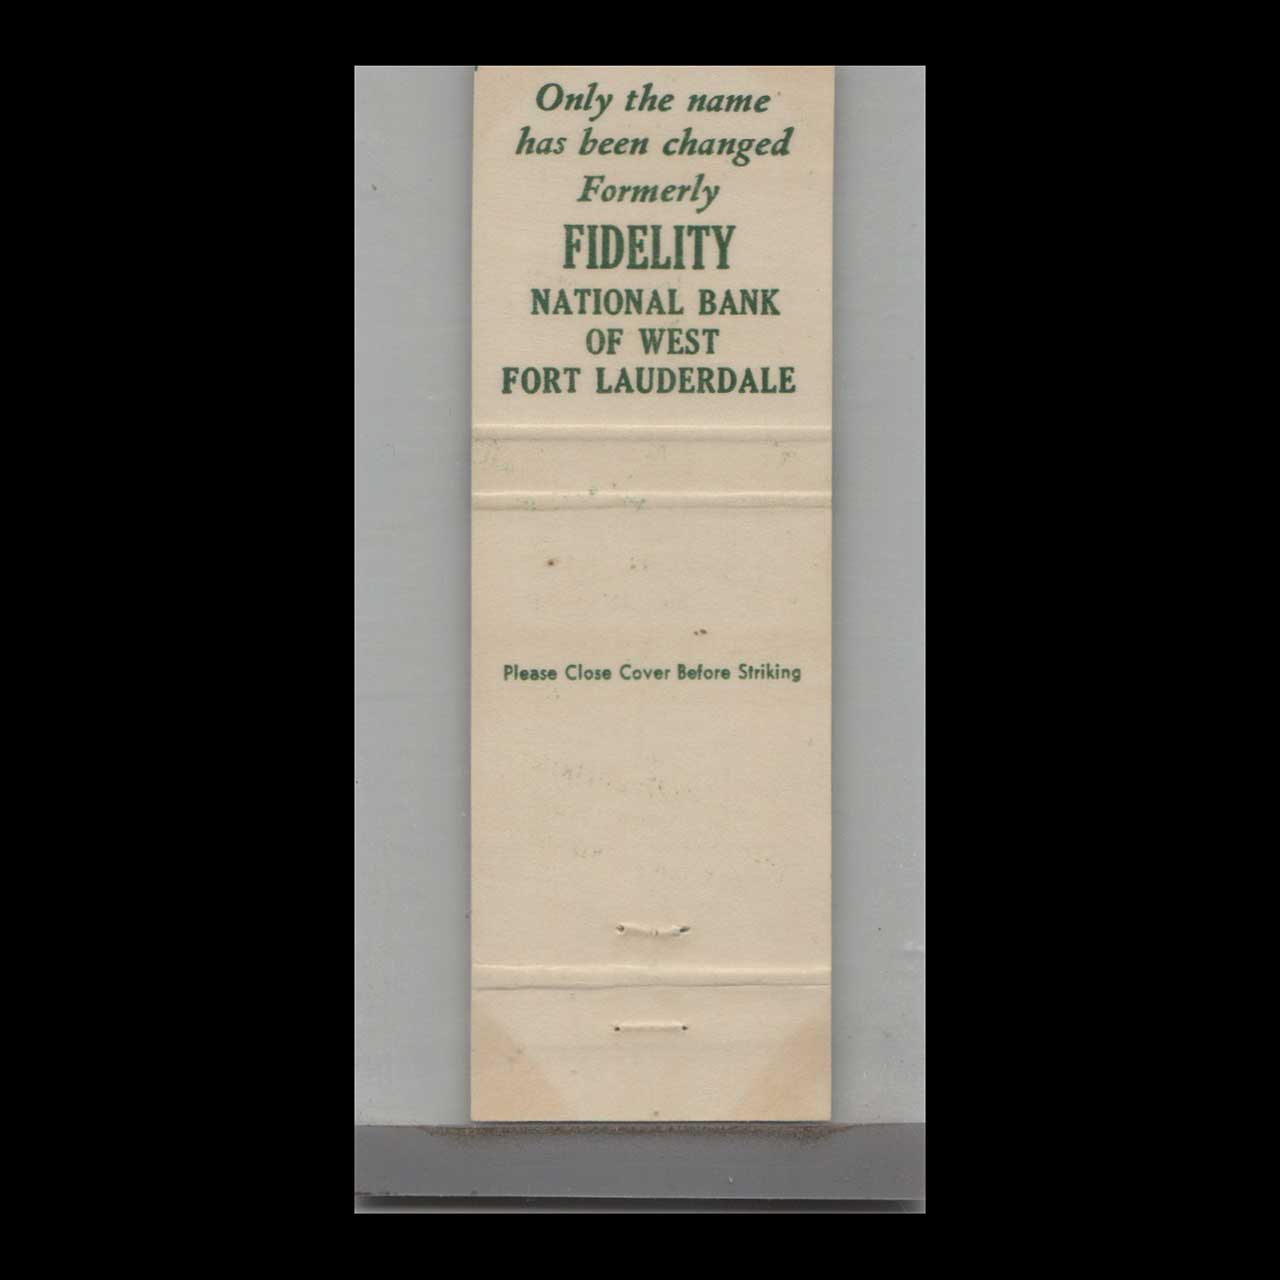 Only the name
has been changed
Formerly
FIDELITY
NATIONAL BANK
OF WEST
FORT LAUDERDALE
Please Close Cover Before Striking